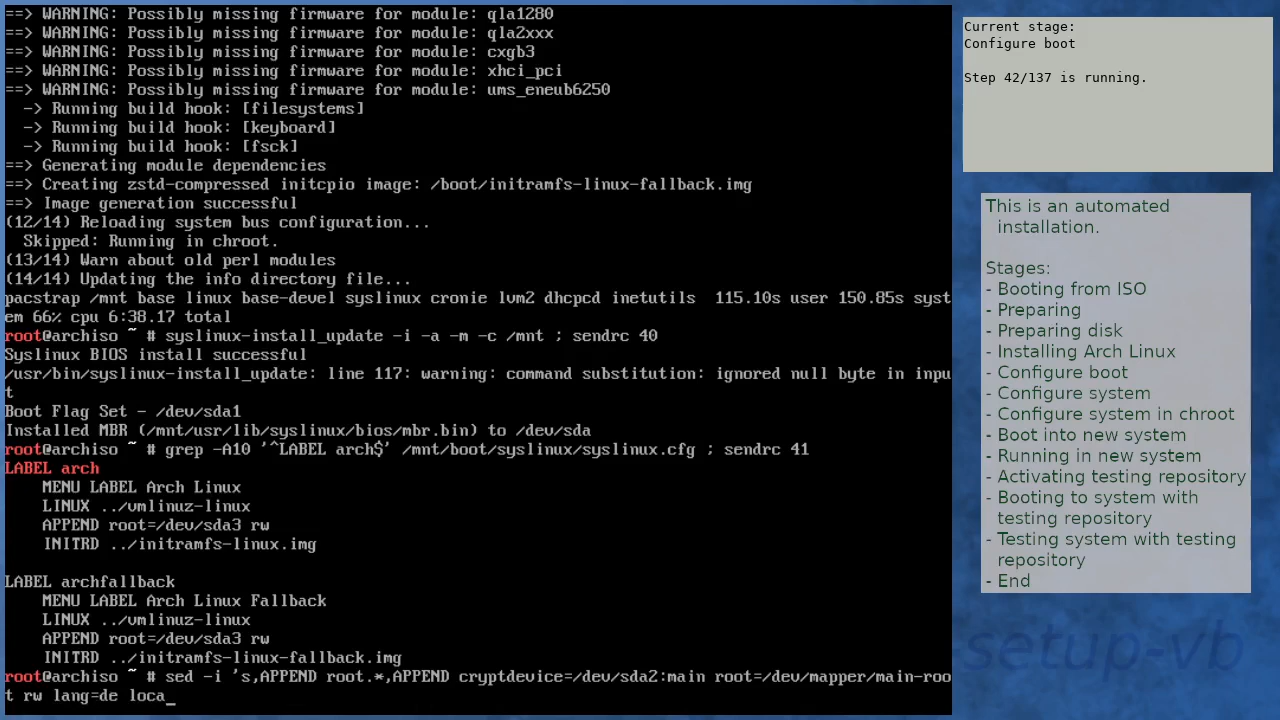 ==> WARNING: Possibly missing firmware for module: qla1280
==> WARNING: Possibly missing firmware for module: qla2xxx
==> WARNING: Possibly missing firmware for module: cxgb3
==> WARNING: Possibly missing firmware for module: xhci_pci
==> WARNING: Possibly missing firmware for module: ums_eneub6250
  -> Running build hook: [filesystems]
  -> Running build hook: [keyboard]
  -> Running build hook: [fsck]
==> Generating module dependencies
==> Creating zstd-compressed initcpio image: /boot/initramfs-linux-fallback.img
==> Image generation successful
(12/14) Reloading system bus configuration...
  Skipped: Running in chroot.
(13/14) Warn about old perl modules
(14/14) Updating the info directory file...
pacstrap /mnt base linux base-devel syslinux cronie lvm2 dhcpcd inetutils  115.10s user 150.85s syst
em 66% cpu 6:38.17 total
root@archiso ~ # syslinux-install_update -i -a -m -c /mnt ; sendrc 40
Syslinux BIOS install successful
/usr/bin/syslinux-install_update: line 117: warning: command substitution: ignored null byte in inpu
t
Boot Flag Set - /dev/sda1
Installed MBR (/mnt/usr/lib/syslinux/bios/mbr.bin) to /dev/sda
root@archiso ~ # grep -A10 '^LABEL arch$' /mnt/boot/syslinux/syslinux.cfg ; sendrc 41
LABEL arch
    MENU LABEL Arch Linux
    LINUX ../vmlinuz-linux
    APPEND root=/dev/sda3 rw
    INITRD ../initramfs-linux.img

LABEL archfallback
    MENU LABEL Arch Linux Fallback
    LINUX ../vmlinuz-linux
    APPEND root=/dev/sda3 rw
    INITRD ../initramfs-linux-fallback.img
root@archiso ~ # sed -i 's,APPEND root.*,APPEND cryptdevice=/dev/sda2:main root=/dev/mapper/main-roo
t rw lang=de loca_
Current stage:
Configure boot

Step 42/137 is running.
This is an automated
installation.

Stages:
- Booting from ISO
- Preparing
- Preparing disk
- Installing Arch Linux
- Configure boot
- Configure system
- Configure system in chroot
- Boot into new system
- Running in new system
- Activating testing repository
- Booting to system with
testing repository
- Testing system with testing
repository
- End
setup-vb